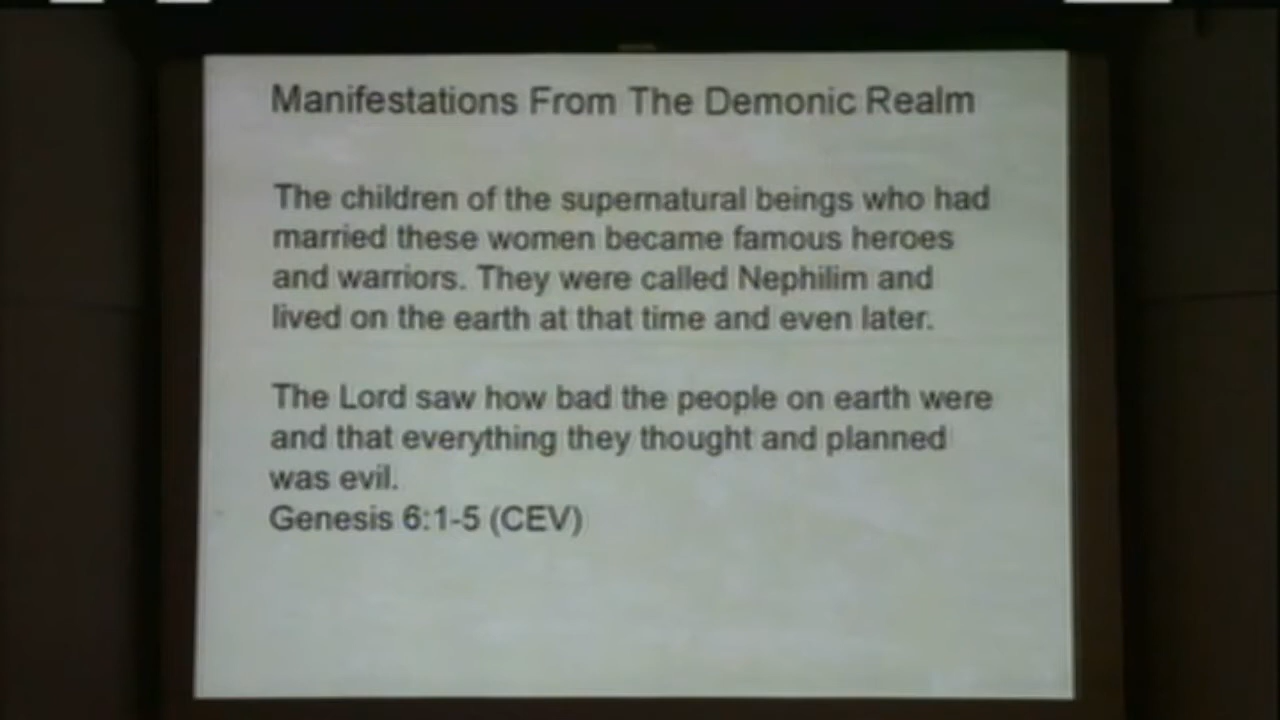 Manifestations From The Demonic Realm
The children of the supernatural beings who had
married these women became famous heroes
and warriors. They were called Nephilim and
lived on the earth at that time and even later.
The Lord saw how bad the people on earth were
and that everything they thought and planned
was evil.
Genesis 6:1-5 (CEV)